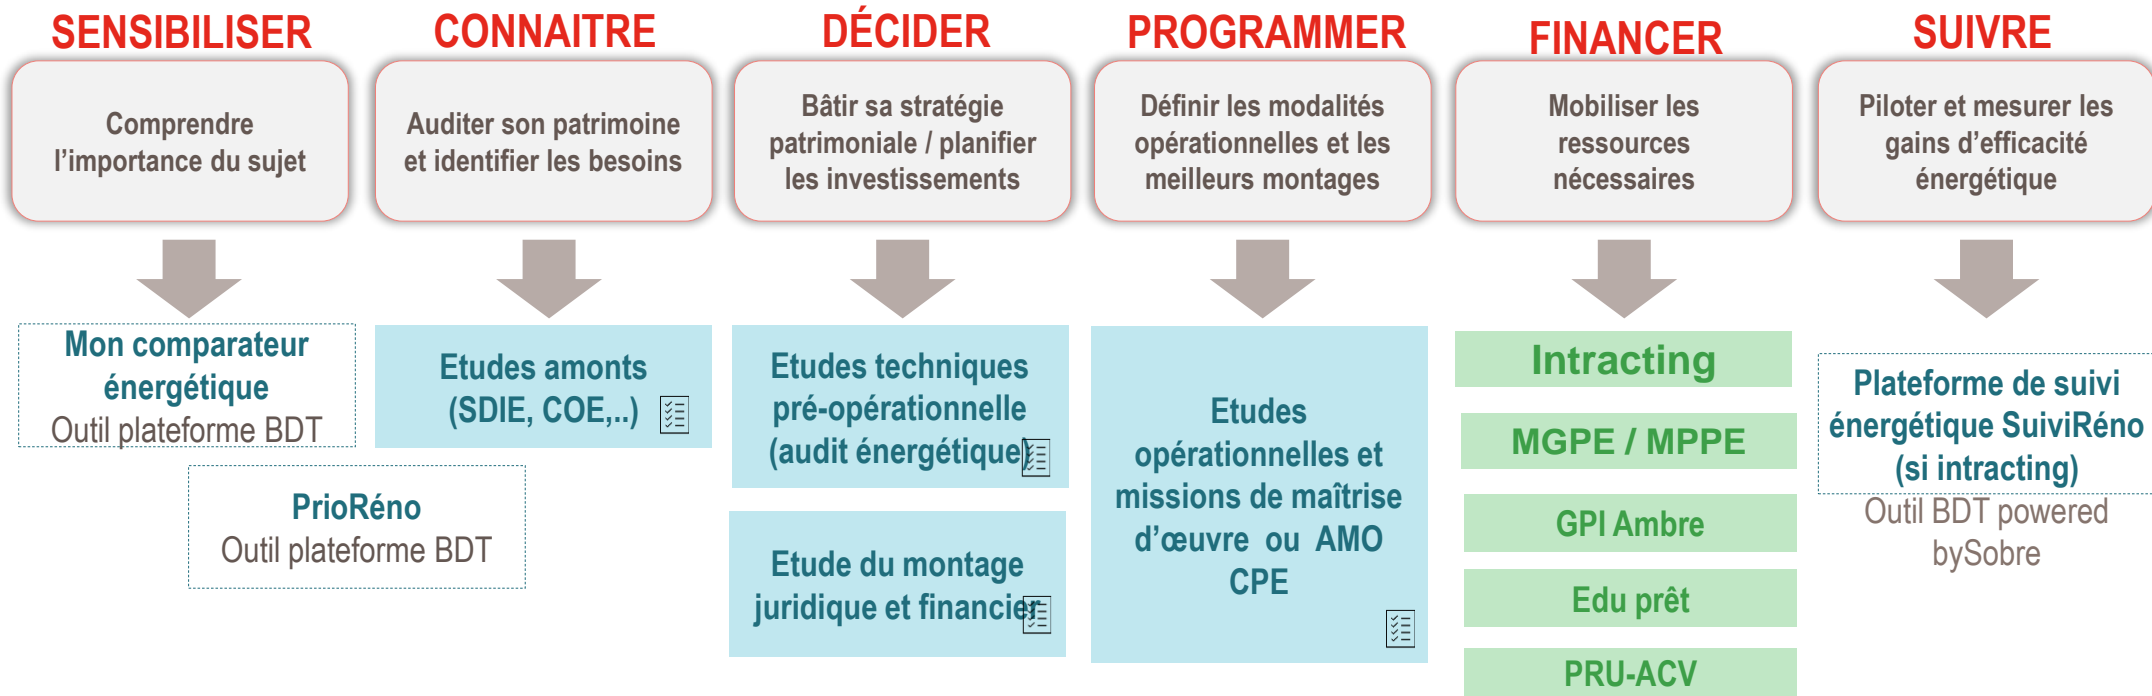 SENSIBILISER
Comprendre
l’importance du sujet
Mon comparateur
énergétique
Outil plateforme BDT
PrioRéno
Outil plateforme BDT
CONNAITRE
Auditer son patrimoine
et identifier les besoins
Etudes amonts
(SDIE, COE,..)
DÉCIDER
Bâtir sa stratégie
patrimoniale / planifier
les investissements
Etudes techniques
pré-opérationnelle
(audit énergétique)
Etude du montage
juridique et financier
PROGRAMMER
Définir les modalités
opérationnelles et les
meilleurs montages
Etudes
opérationnelles et
missions de maîtrise
d’œuvre ou AMO
CPE
FINANCER
Mobiliser les
ressources
nécessaires
Intracting
MGPE / MPPE
GPI Ambre
Edu prêt
PRU-ACV
SUIVRE
Piloter et mesurer les
gains d’efficacité
énergétique
Plateforme de suivi
énergétique SuiviRéno
(si intracting)
Outil BDT powered
bySobre